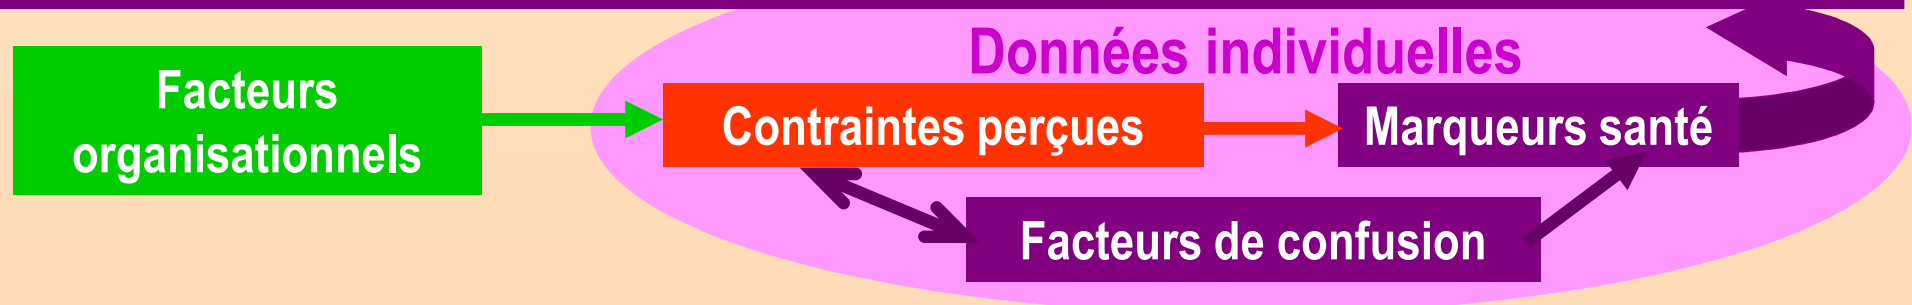 Données individuelles
Facteurs
organisationnels
Contraintes perçues
Marqueurs santé
Facteurs de confusion